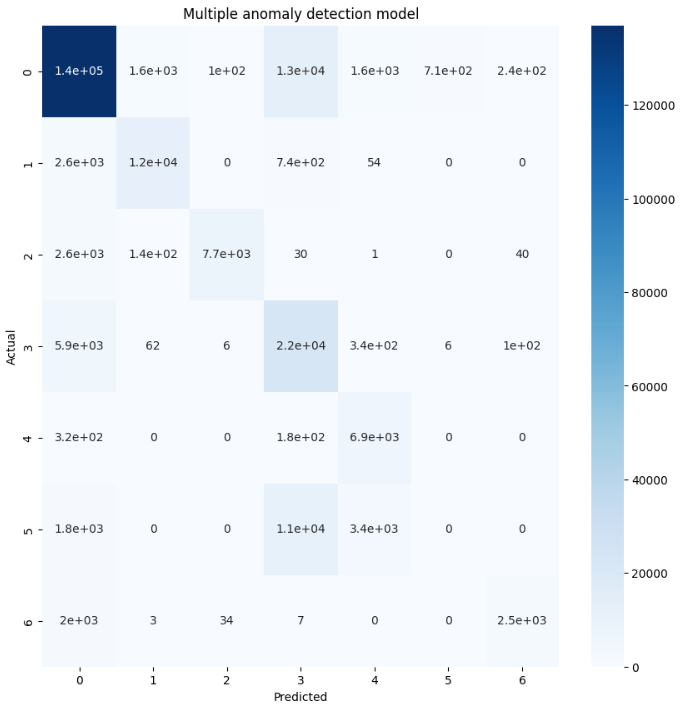 Multiple anomaly detection model
0 1.4e+05 1.6e+03 1e+02 1.3e+04 1.6e+03 7.1e+02 2.4e+02
1 2.6e+03 1.2e+04 0 7.4e+02 54 0 0
2 2.6e+03 1.4e+02 7.7e+03 30 1 0 40
3 5.9e+03 62 6 2.2e+04 3.4e+02 6 1e+02
4 3.2e+02 0 0 1.8e+02 6.9e+03 0 0
5 1.8e+03 0 0 1.1e+04 3.4e+03 0 0
6 2e+03 3 34 7 0 0 2.5e+03
0 1 2 3 4 5 6
Predicted
Actual
120000
100000
80000
60000
40000
20000
0